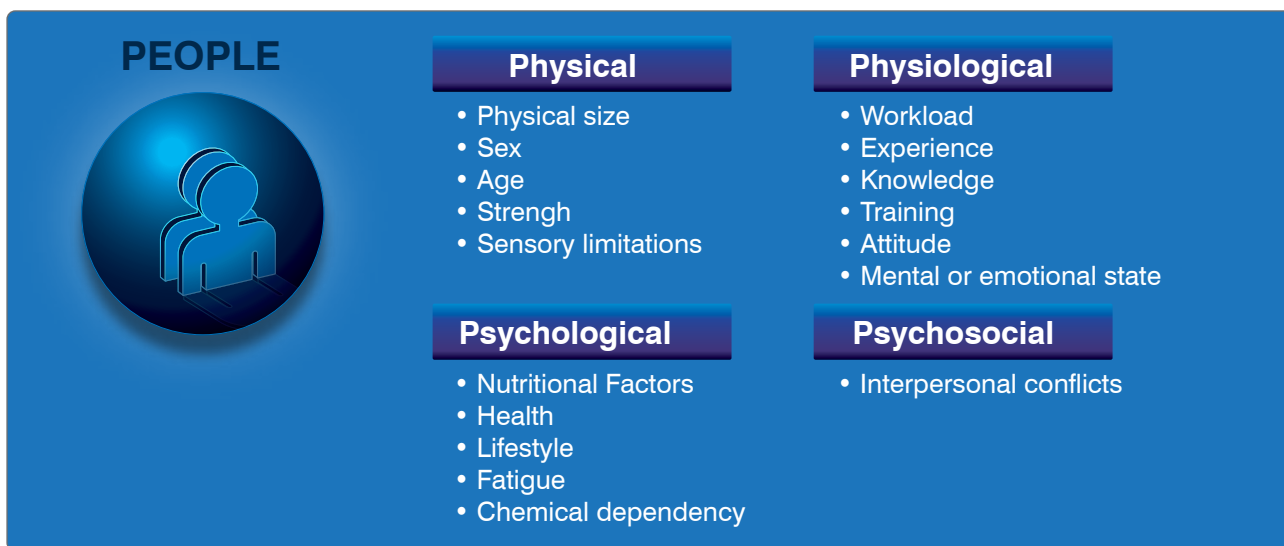 PEOPLE
Physical
• Physical size
• Sex
• Age
• Strengh
• Sensory limitations
Physiological
• Workload
• Experience
• Knowledge
• Training
• Attitude
• Mental or emotional state
Psychological
• Nutritional Factors
• Health
• Lifestyle
• Fatigue
• Chemical dependency
Psychosocial
• Interpersonal conflicts